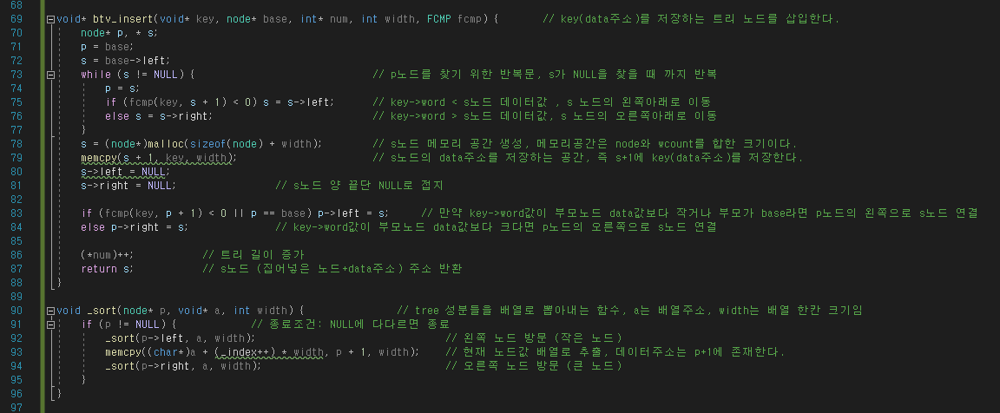 68
69 void* btv_insert(void* key, node* base, int* num, int width, FCMP fcmp) { // key(data주소)를 저장하는 트리 노드를 삽입한다.
70 node* p, * s;
71 p = base;
72 s = base->left;
73 while (s != NULL) { // p노드를 찾기 위한 반복문, s가 NULL을 찾을 때 까지 반복
74 p = s;
75 if (fcmp(key, s + 1) < 0) s = s->left; // key->word < s노드 데이터값 , s 노드의 왼쪽아래로 이동
76 else s = s->right; // key->word > s노드 데이터값, s 노드의 오른쪽아래로 이동
77 }
78 s = (node*)malloc(sizeof(node) + width); // s노드 메모리 공간 생성, 메모리공간은 node와 wcount를 합한 크기이다.
79 memcpy(s + 1, key, width); // s노드의 data주소를 저장하는 공간, 즉 s+1에 key(data주소)를 저장한다.
80 s->left = NULL;
81 s->right = NULL; // s노드 양 끝단 NULL로 접지
82
83 if (fcmp(key, p + 1) < 0 || p == base) p->left = s; // 만약 key->word값이 부모노드 data값보다 작거나 부모가 base라면 p노드의 왼쪽으로 s노드 연결
84 else p->right = s; // key->word값이 부모노드 data값보다 크다면 p노드의 오른쪽으로 s노드 연결
85
86 (*num)++; // 트리 길이 증가
87 return s; // s노드 (집어넣은 노드+data주소) 주소 반환
88 }
89
90 void _sort(node* p, void* a, int width) { // tree 성분들을 배열로 뽑아내는 함수, a는 배열주소, width는 배열 한칸 크기임
91 if (p != NULL) { // 종료조건: NULL에 다다르면 종료
92 _sort(p->left, a, width); // 왼쪽 노드 방문 (작은 노드)
93 memcpy((char*)a + (_index++) * width, p + 1, width); // 현재 노드값 배열로 추출, 데이터주소는 p+1에 존재한다.
94 _sort(p->right, a, width); // 오른쪽 노드 방문 (큰 노드)
95 }
96 }
97